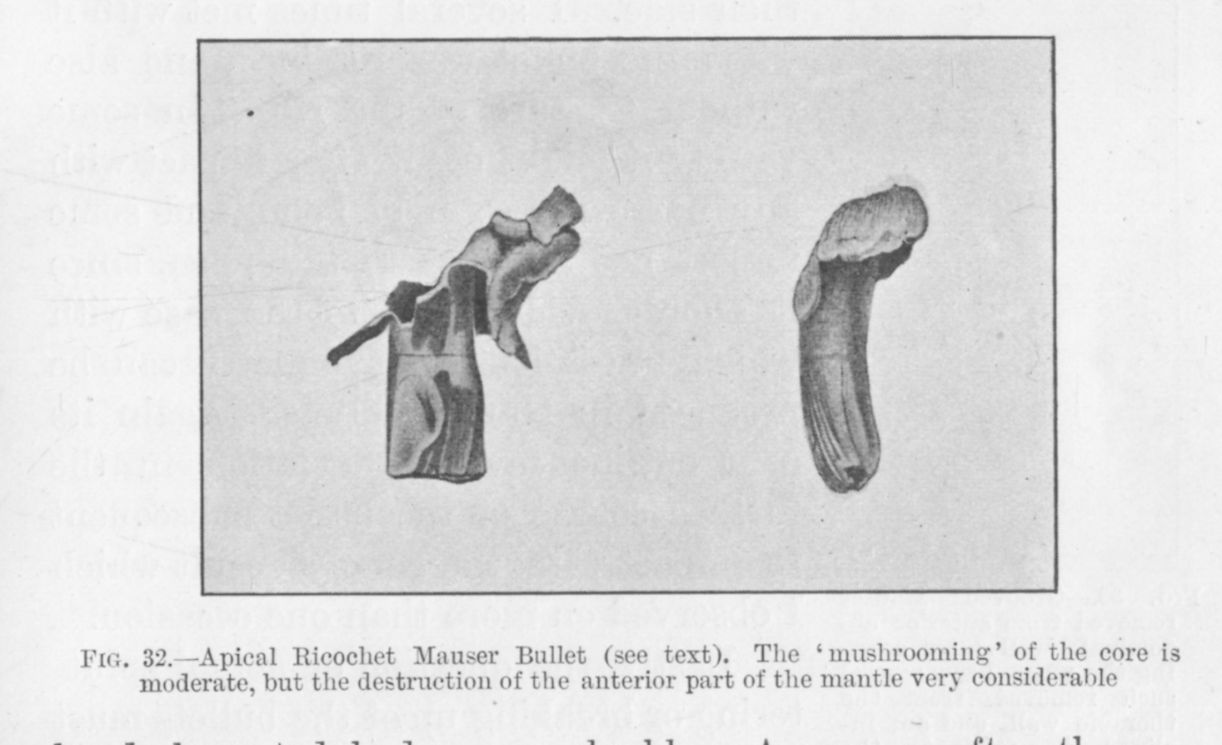 FIG. 32.—Apical Ricochet Mauser Bullet (see text). The ‘mushrooming’ of the core is
moderate, but the destruction of the anterior part of the mantle very considerable